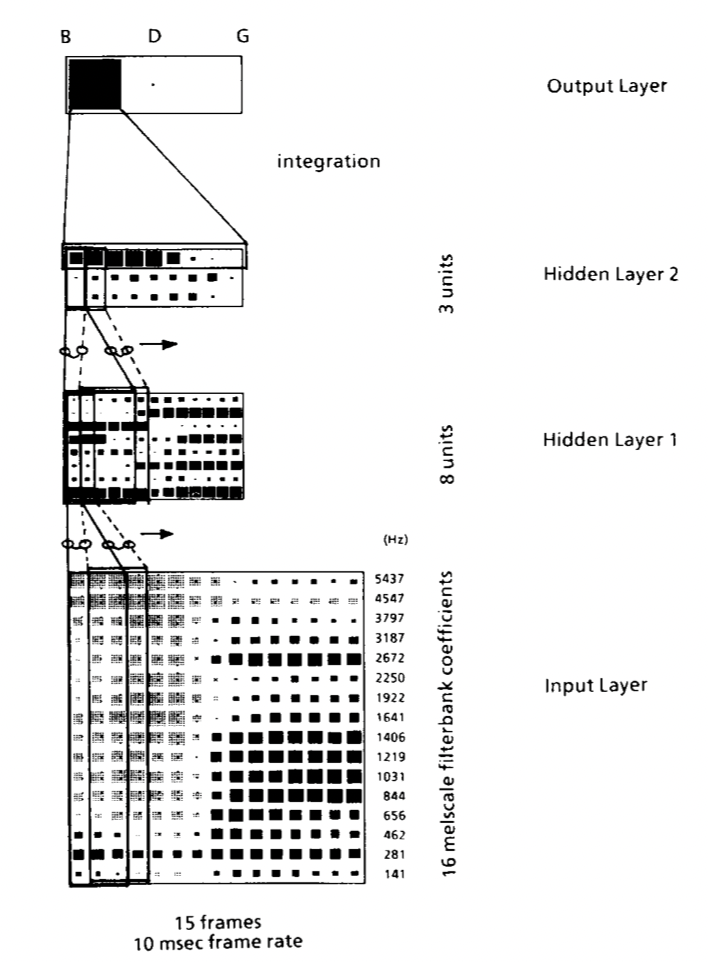 B D G
Output Layer
integration
3 units
Hidden Layer 2
8 units
Hidden Layer 1
(Hz)
5437
4547
3797
3187
2672
2250
1922
1641
1406
1219
1031
844
656
462
281
141
16 melscale filterbank coefficients
Input Layer
15 frames
10 msec frame rate